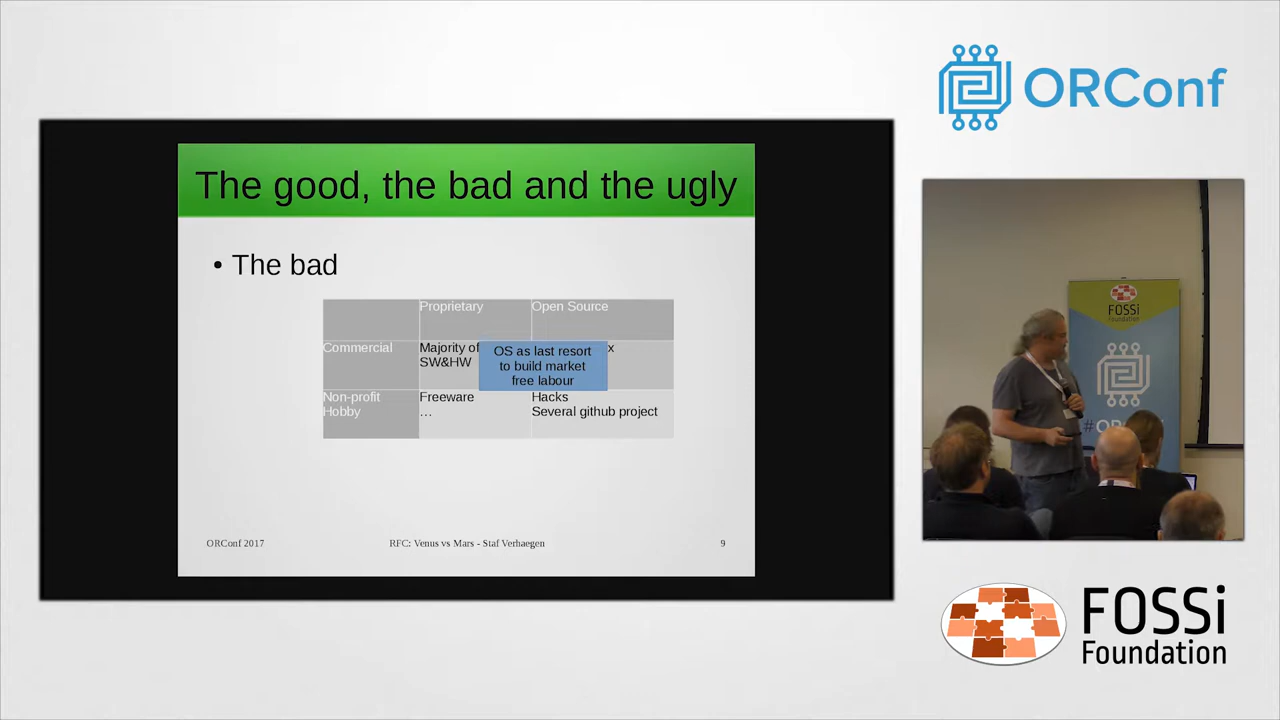 ORConf
The good, the bad and the ugly
• The bad
Proprietary Open Source
Commercial Majority of x
SW&HW
OS as last resort
to build market
free labour
Non-profit Freeware Hacks
Hobby … Several github project
ORConf 2017 RFC: Venus vs Mars - Staf Verhaegen 9
FOSSi
Foundation
FOSSi
Foundation